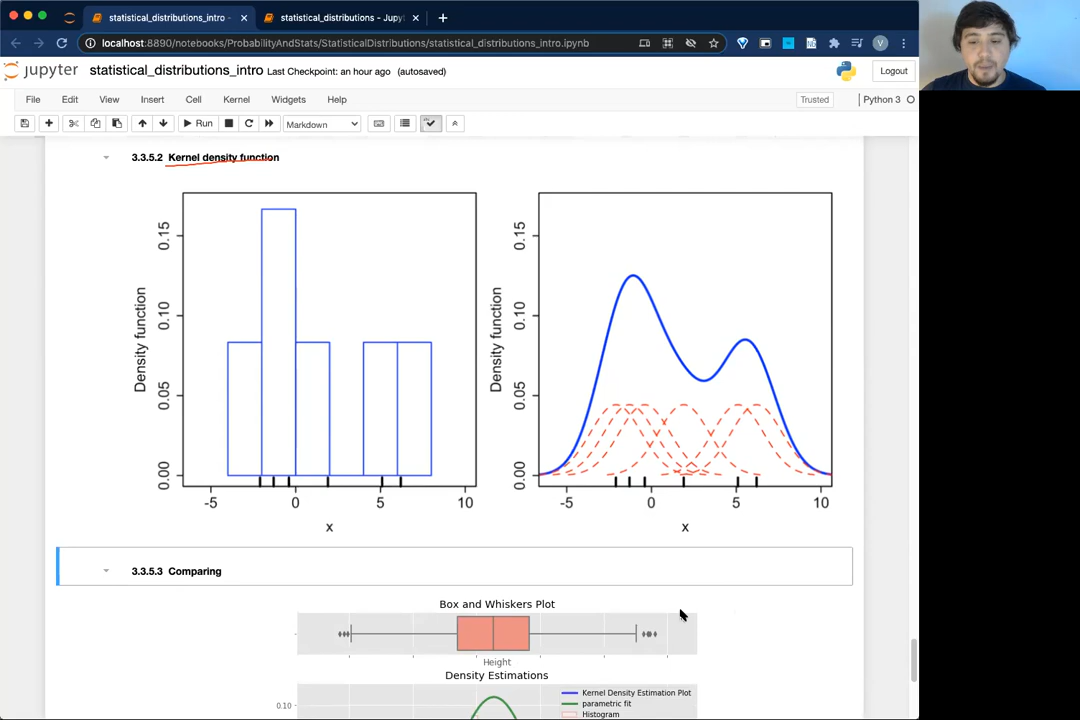 statistical_distributions_intro -
statistical_distributions - Jupyt
localhost:8890/notebooks/ProbabilityAndStats/StatisticalDistributions/statistical_distributions_intro.ipynb
V
jupyter statistical_distributions_intro Last Checkpoint: an hour ago (autosaved)
Logout
File Edit View Insert Cell Kernel Widgets Help
Trusted
Python 3
Run
Markdown
3.3.5.2 Kernel density function
0.15
0.10
0.05
0.00
Density function
-5 0 5 10
x
0.15
0.10
0.05
0.00
Density function
-5 0 5 10
x
3.3.5.3 Comparing
Box and Whiskers Plot
Height
Density Estimations
0.10
Kernel Density Estimation Plot
parametric fit
Histogram